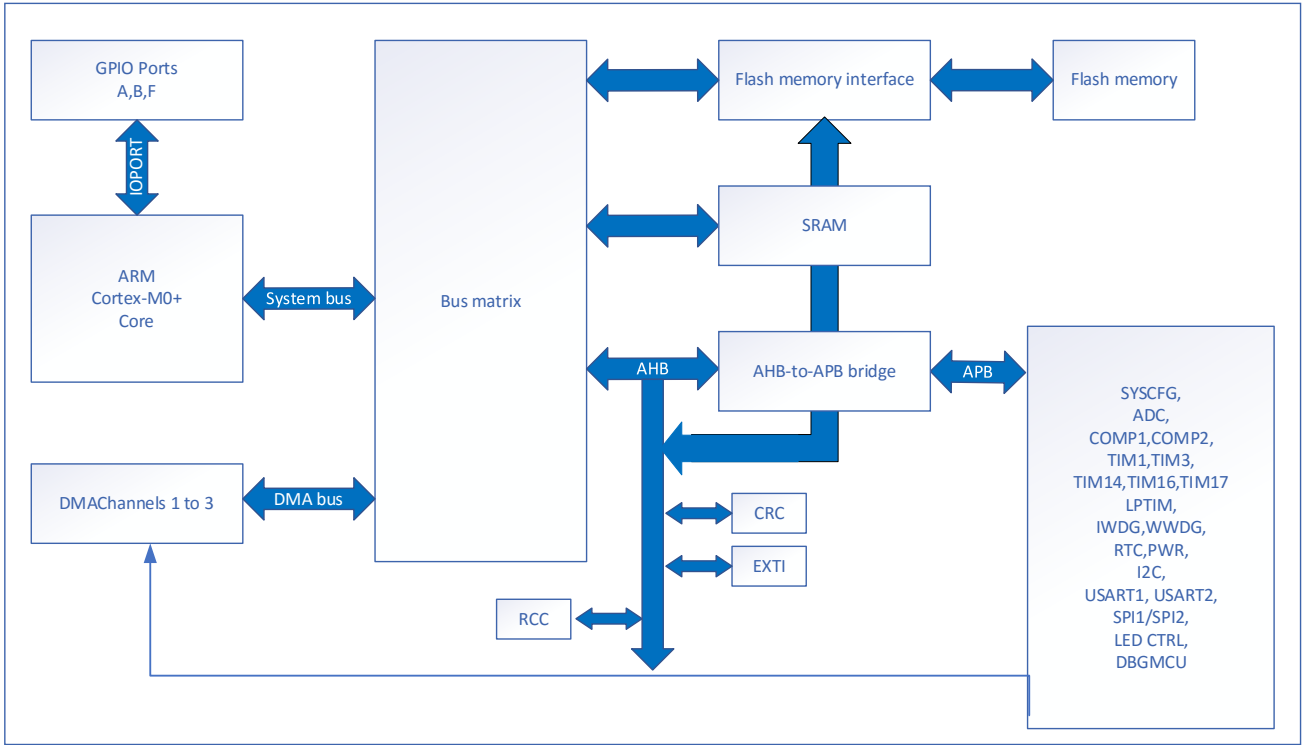 GPIO Ports
A,B,F
IOPORT
ARM
Cortex-M0+
Core
System bus
DMAChannels 1 to 3
DMA bus
Bus matrix
Flash memory interface
Flash memory
SRAM
AHB
AHB-to-APB bridge
APB
CRC
EXTI
RCC
SYSCFG,
ADC,
COMP1,COMP2,
TIM1,TIM3,
TIM14,TIM16,TIM17
LPTIM,
IWDG,WWDG,
RTC,PWR,
I2C,
USART1, USART2,
SPI1/SPI2,
LED CTRL,
DBGMCU